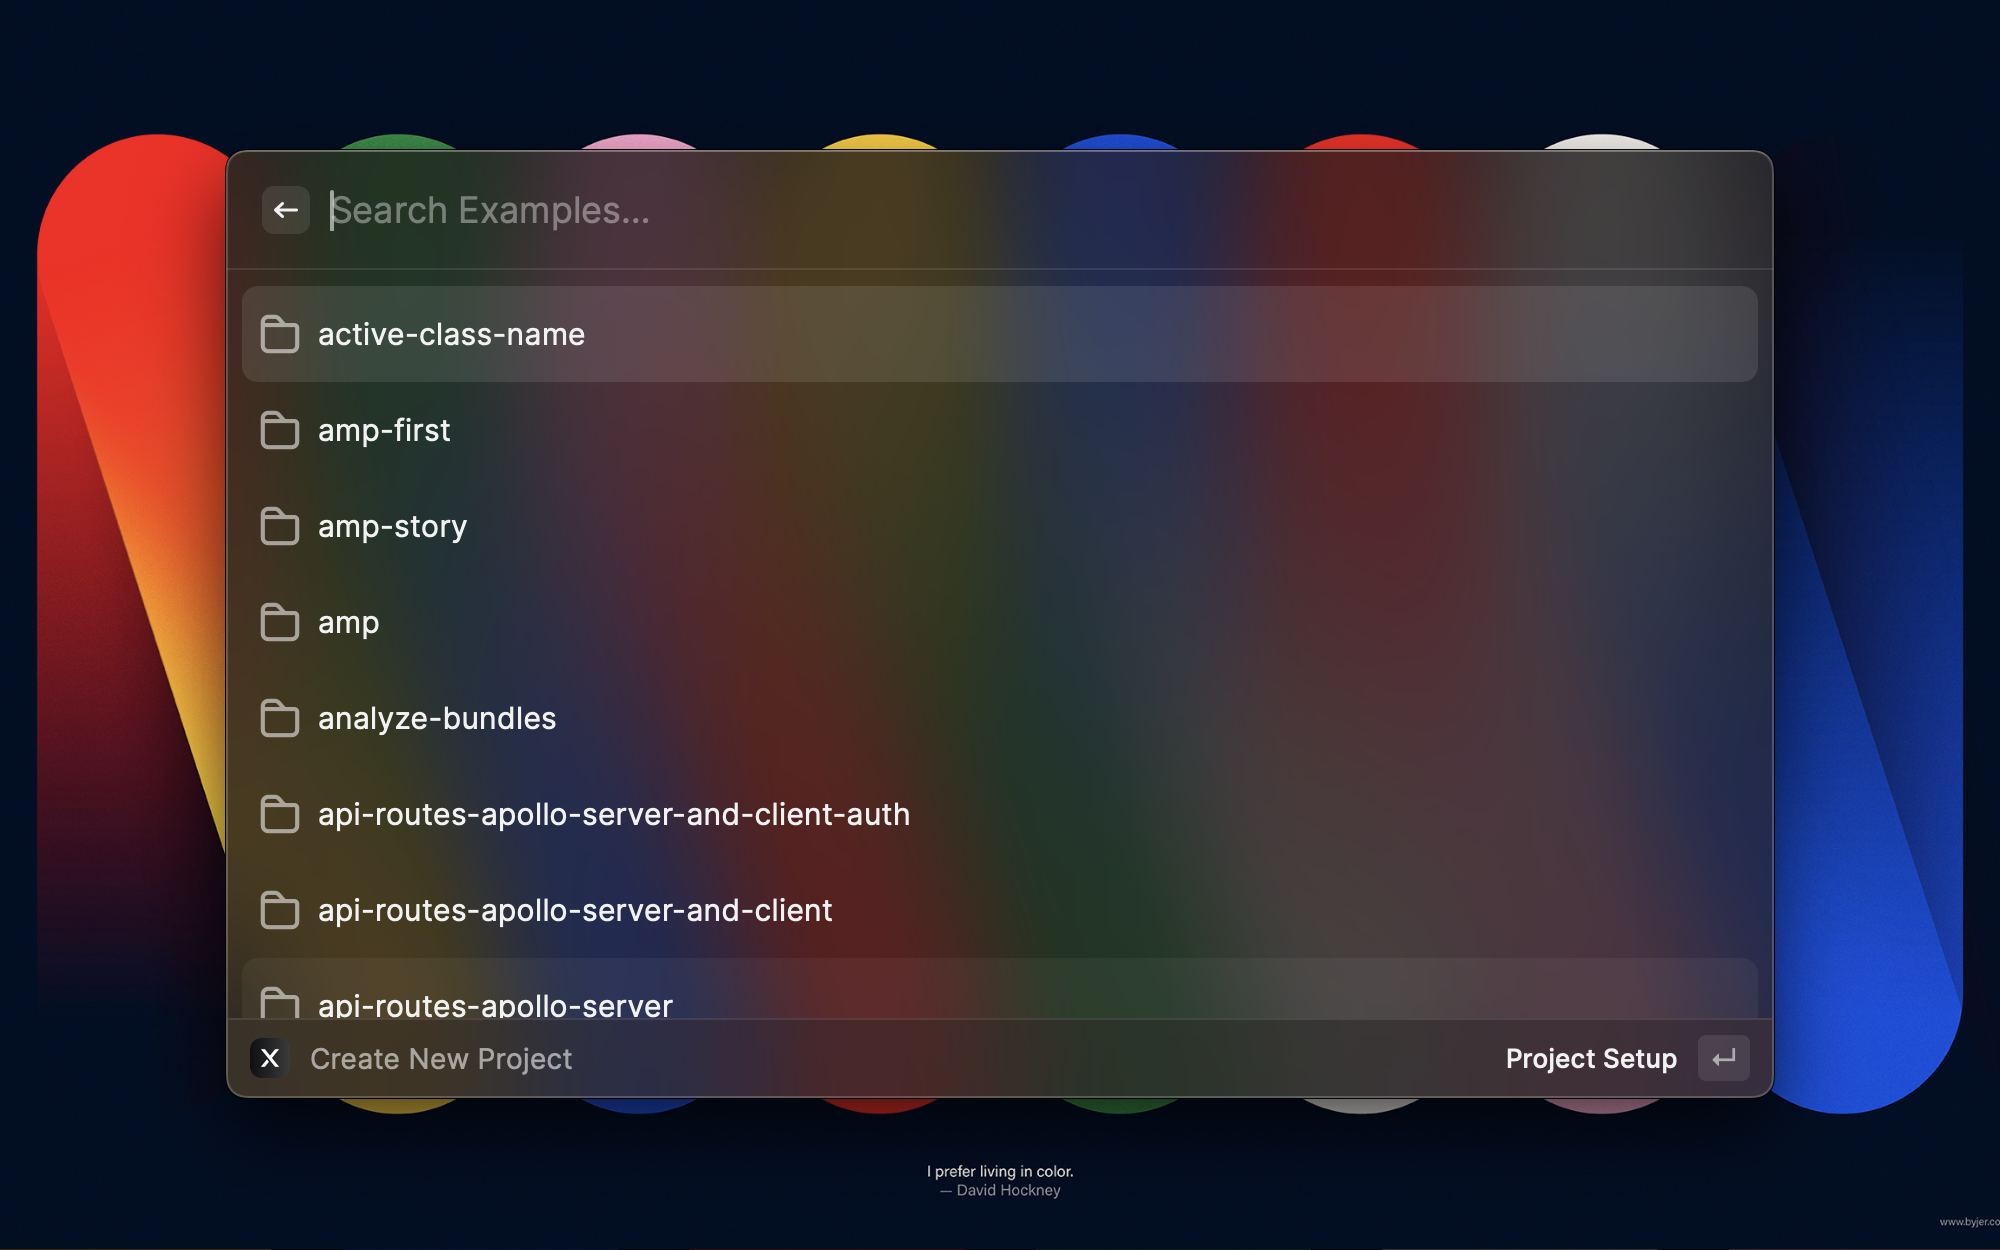 Search Examples...
active-class-name
amp-first
amp-story
amp
analyze-bundles
api-routes-apollo-server-and-client-auth
api-routes-apollo-server-and-client
api-routes-apollo-server
X Create New Project Project Setup
I prefer living in color.
— David Hockney
www.byjer.co